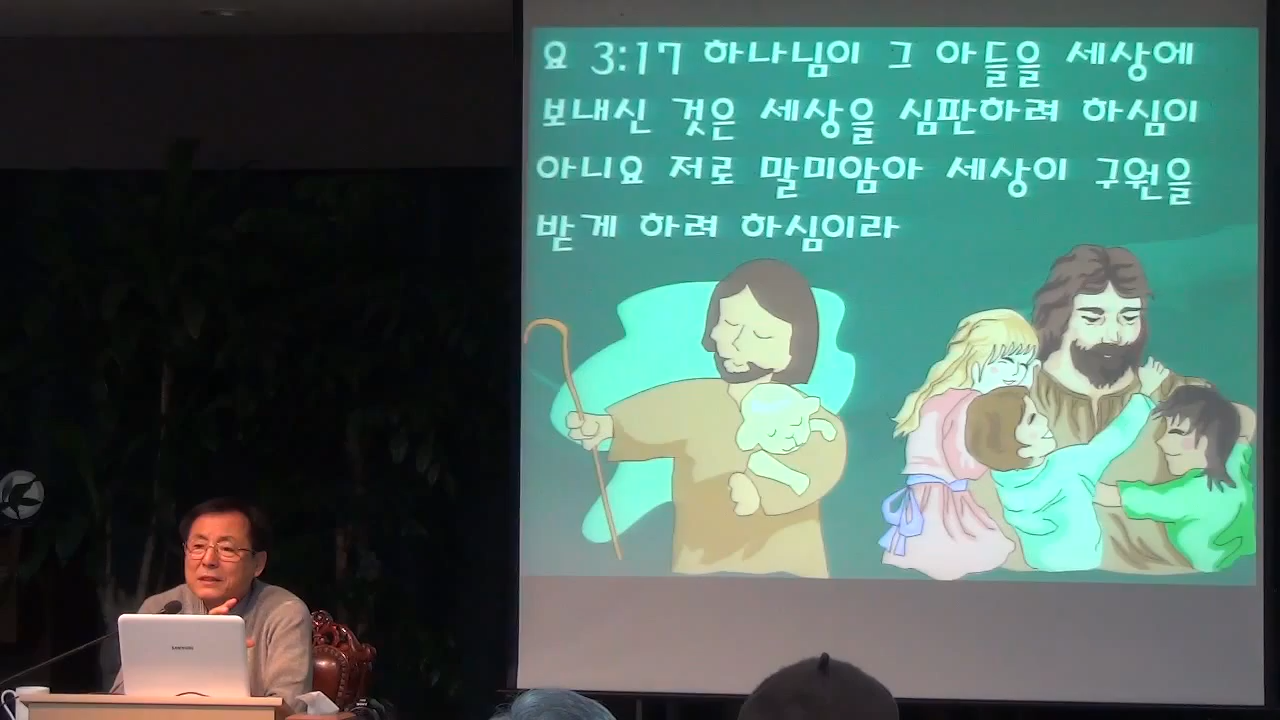 요 3:17 하나님이 그 아들을 세상에
보내신 것은 세상을 심판하려 하심이
아니요 저로 말미암아 세상이 구원을
받게 하려 하심이라
SAMSUNG